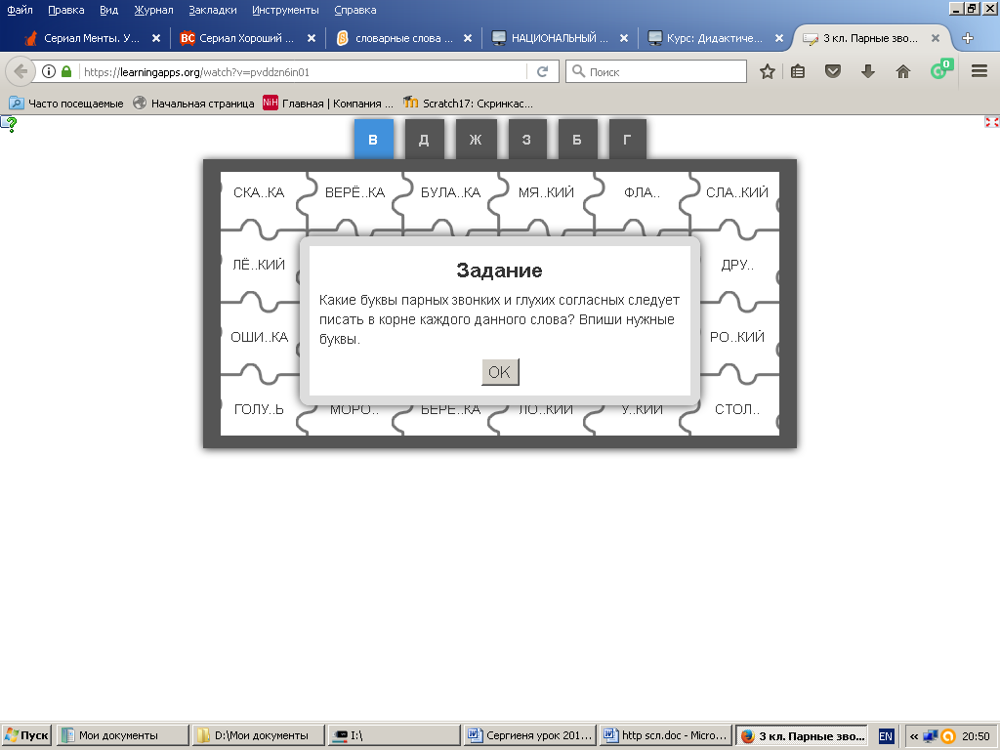 Файл Правка Вид Журнал Закладки Инструменты Справка
Сериал Менты. У... Сериал Хороший ... словарные слова ... НАЦИОНАЛЬНЫЙ ... Курс: Дидактиче... 3 кл. Парные зво...
https://learningapps.org/watch?v=pvddzn6in01 Поиск 0
Часто посещаемые Начальная страница Главная | Компания ... Scratch17: Скринкас...
В Д Ж З Б Г
СКА..КА ВЕРЁ..КА БУЛА..КА МЯ..КИЙ ФЛА.. СЛА..КИЙ
ЛЁ..КИЙ ДРУ..
Задание
Какие буквы парных звонких и глухих согласных следует
писать в корне каждого данного слова? Впиши нужные
буквы.
ОШИ..КА РО..КИЙ
OK
ГОЛУ..Ь МОРО.. БЕРЕ..КА ЛО..КИЙ У..КИЙ СТОЛ..
Пуск Мои документы D:\Мои документы I:\ Сергиеня урок 201... http scn.doc - Micro... 3 кл. Парные зво... EN « 20:50